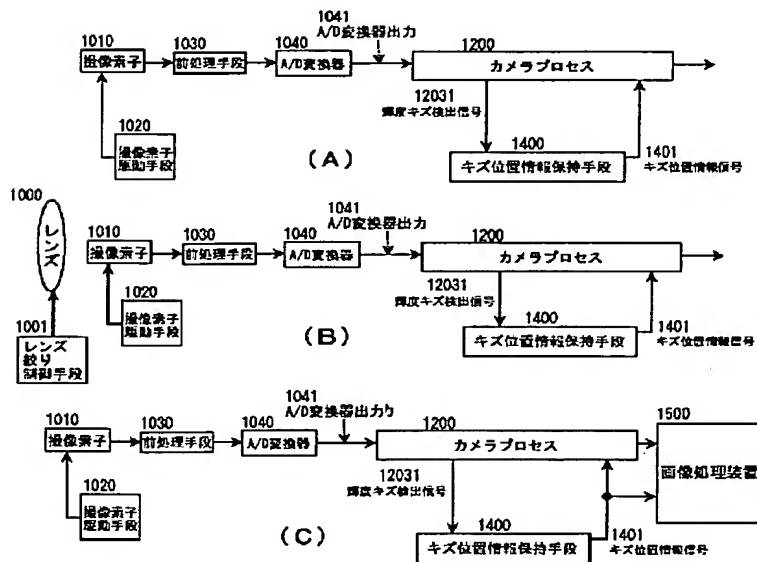 1041
A/D変換器出力
1010
1030
1040
1200
撮像素子
前処理手段
A/D変換器
カメラプロセス
12031
輝度キズ検出信号
1020
撮像素子
駆動手段
(A)
1400
キズ位置情報保持手段
1401
キズ位置情報信号
1000
レンズ
1041
A/D変換器出力
1010
1030
1040
1200
撮像素子
前処理手段
A/D変換器
カメラプロセス
12031
輝度キズ検出信号
1020
撮像素子
駆動手段
1001
レンズ
絞り
制御手段
(B)
1400
キズ位置情報保持手段
1401
キズ位置情報信号
1041
A/D変換器出力り
1010
1030
1040
1200
1500
撮像素子
前処理手段
A/D変換器
カメラプロセス
画像処理装置
12031
輝度キズ検出信号
1020
撮像素子
駆動手段
(C)
1400
キズ位置情報保持手段
1401
キズ位置情報信号